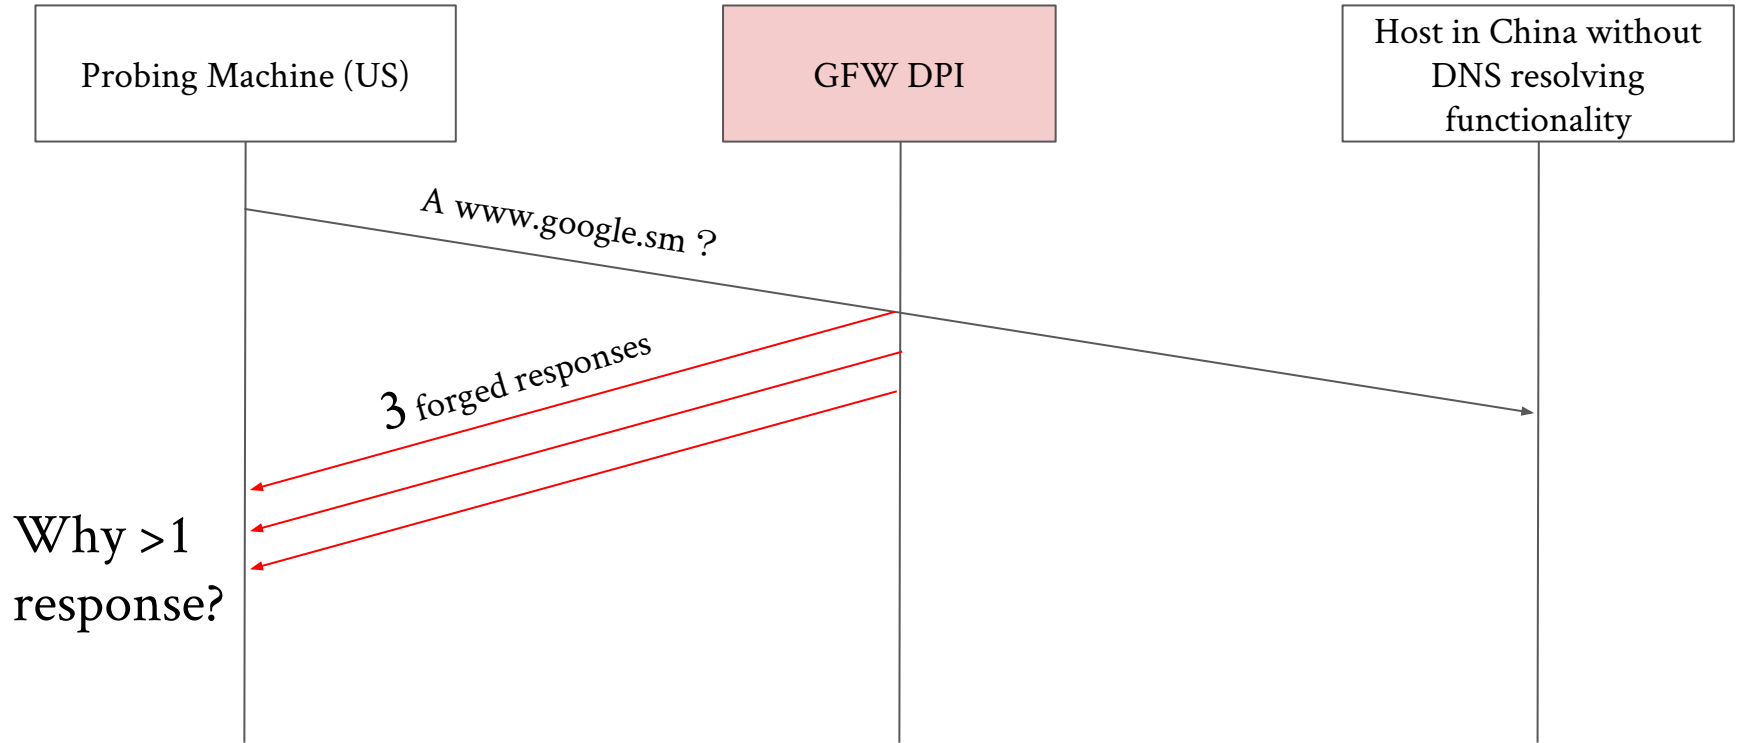 Probing Machine (US)
GFW DPI
Host in China without
DNS resolving
functionality
A www.google.sm ?
3 forged responses
Why >1
response?